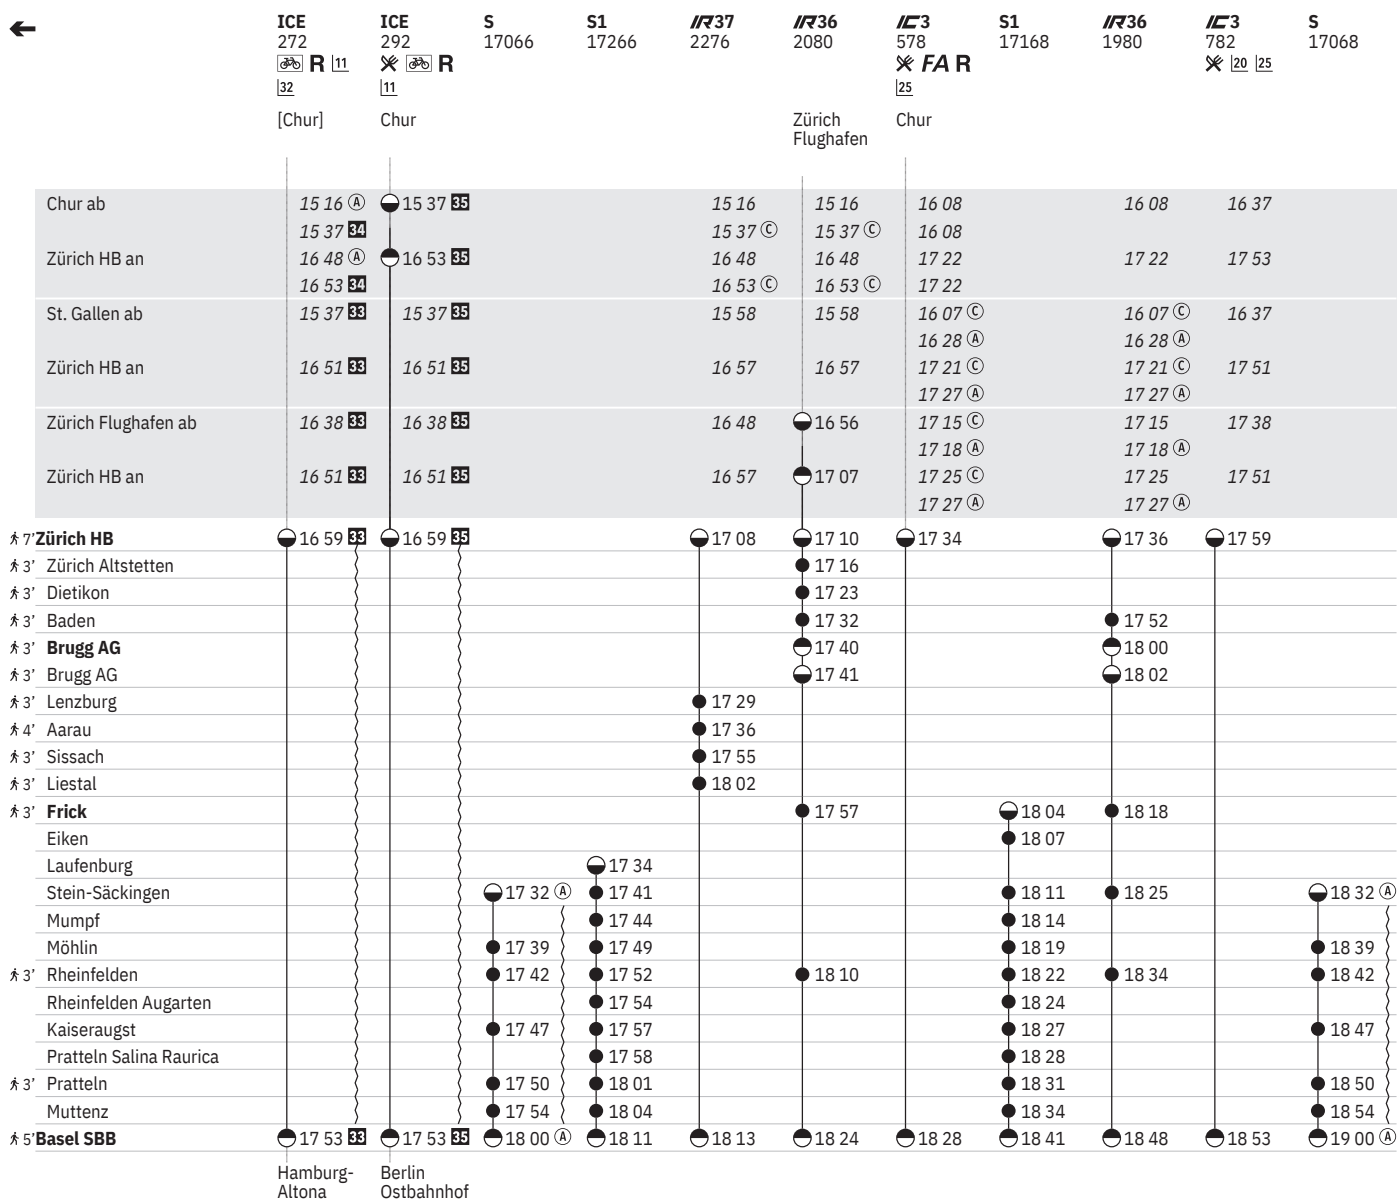 ICE ICE S S1 IR37 IR36 IC3 S1 IR36 IC3 S
272 292 17066 17266 2276 2080 578 17168 1980 782 17068
R 11 R FA R 20 25
32 11 25
[Chur] Chur Zürich Chur
Flughafen
Chur ab 15 16 A 15 37 35 15 16 15 16 16 08 16 08 16 37
15 37 34 15 37 C 15 37 C 16 08
Zürich HB an 16 48 A 16 53 35 16 48 16 48 17 22 17 22 17 53
16 53 34 16 53 C 16 53 C 17 22
St. Gallen ab 15 37 33 15 37 35 15 58 15 58 16 07 C 16 07 C 16 37
16 28 A 16 28 A
Zürich HB an 16 51 33 16 51 35 16 57 16 57 17 21 C 17 21 C 17 51
17 27 A 17 27 A
Zürich Flughafen ab 16 38 33 16 38 35 16 48 16 56 17 15 C 17 15 17 38
17 18 A 17 18 A
Zürich HB an 16 51 33 16 51 35 16 57 17 07 17 25 C 17 25 17 51
17 27 A 17 27 A
7’ Zürich HB 16 59 33 16 59 35 17 08 17 10 17 34 17 36 17 59
3’ Zürich Altstetten 17 16
3’ Dietikon 17 23
3’ Baden 17 32 17 52
3’ Brugg AG 17 40 18 00
3’ Brugg AG 17 41 18 02
3’ Lenzburg 17 29
4’ Aarau 17 36
3’ Sissach 17 55
3’ Liestal 18 02
3’ Frick 17 57 18 04 18 18
Eiken 18 07
Laufenburg 17 34
Stein-Säckingen 17 32 A 17 41 18 11 18 25 18 32 A
Mumpf 17 44 18 14
Möhlin 17 39 17 49 18 19 18 39
3’ Rheinfelden 17 42 17 52 18 10 18 22 18 34 18 42
Rheinfelden Augarten 17 54 18 24
Kaiseraugst 17 47 17 57 18 27 18 47
Pratteln Salina Raurica 17 58 18 28
3’ Pratteln 17 50 18 01 18 31 18 50
Muttenz 17 54 18 04 18 34 18 54
5’ Basel SBB 17 53 33 17 53 35 18 00 A 18 11 18 13 18 24 18 28 18 41 18 48 18 53 19 00 A
Hamburg- Berlin
Altona Ostbahnhof